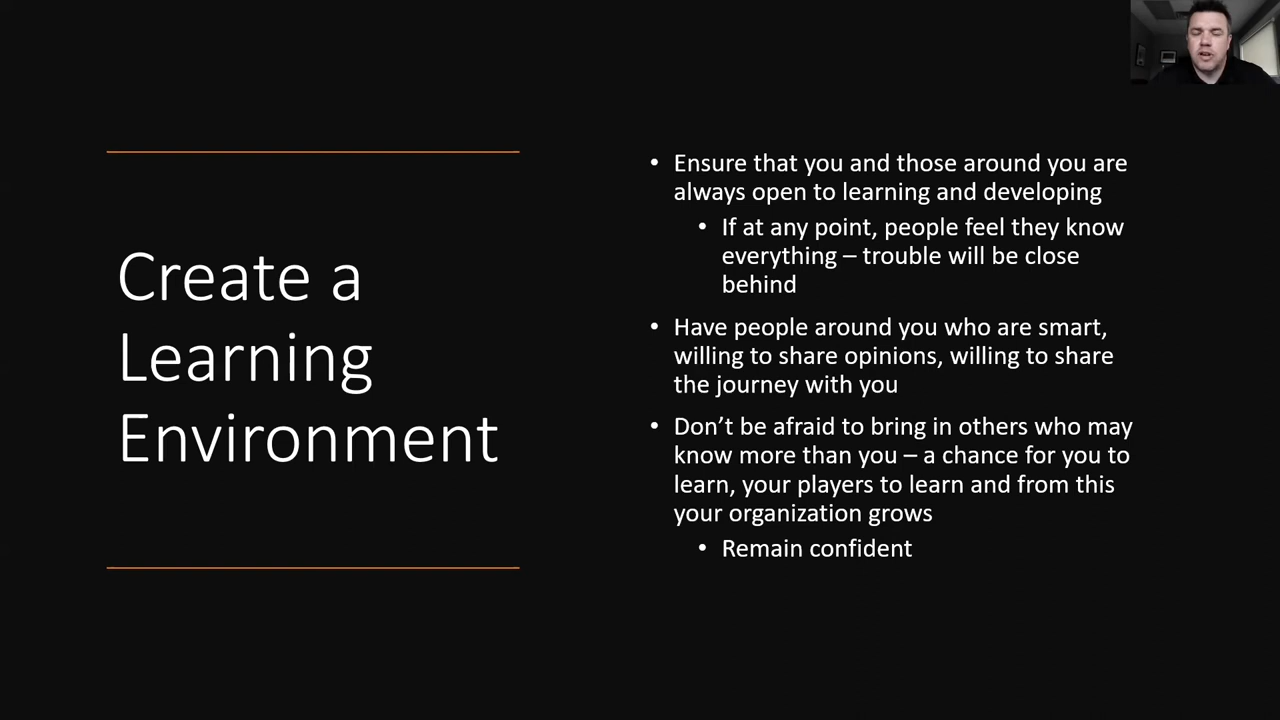 Create a
Learning
Environment
• Ensure that you and those around you are
always open to learning and developing
• If at any point, people feel they know
everything – trouble will be close
behind
• Have people around you who are smart,
willing to share opinions, willing to share
the journey with you
• Don’t be afraid to bring in others who may
know more than you – a chance for you to
learn, your players to learn and from this
your organization grows
• Remain confident